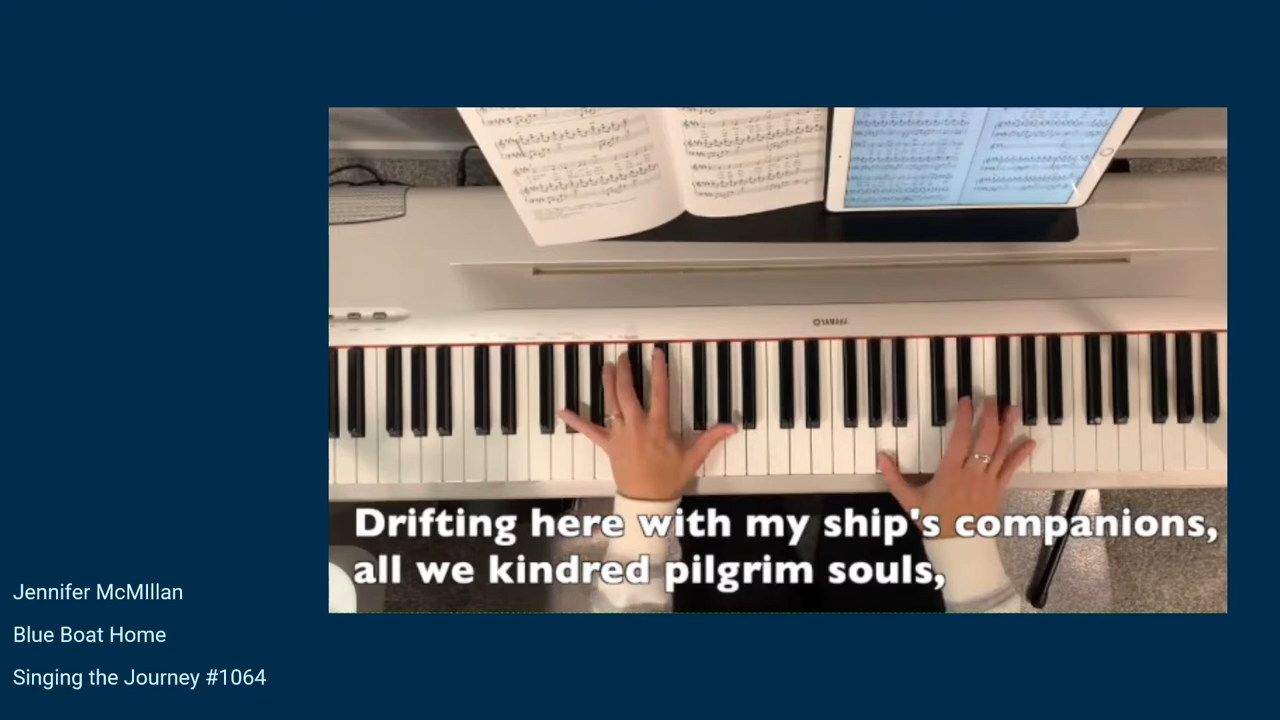 YAMAHA
Drifting here with my ship's companions,
all we kindred pilgrim souls,
Jennifer McMIllan
Blue Boat Home
Singing the Journey #1064